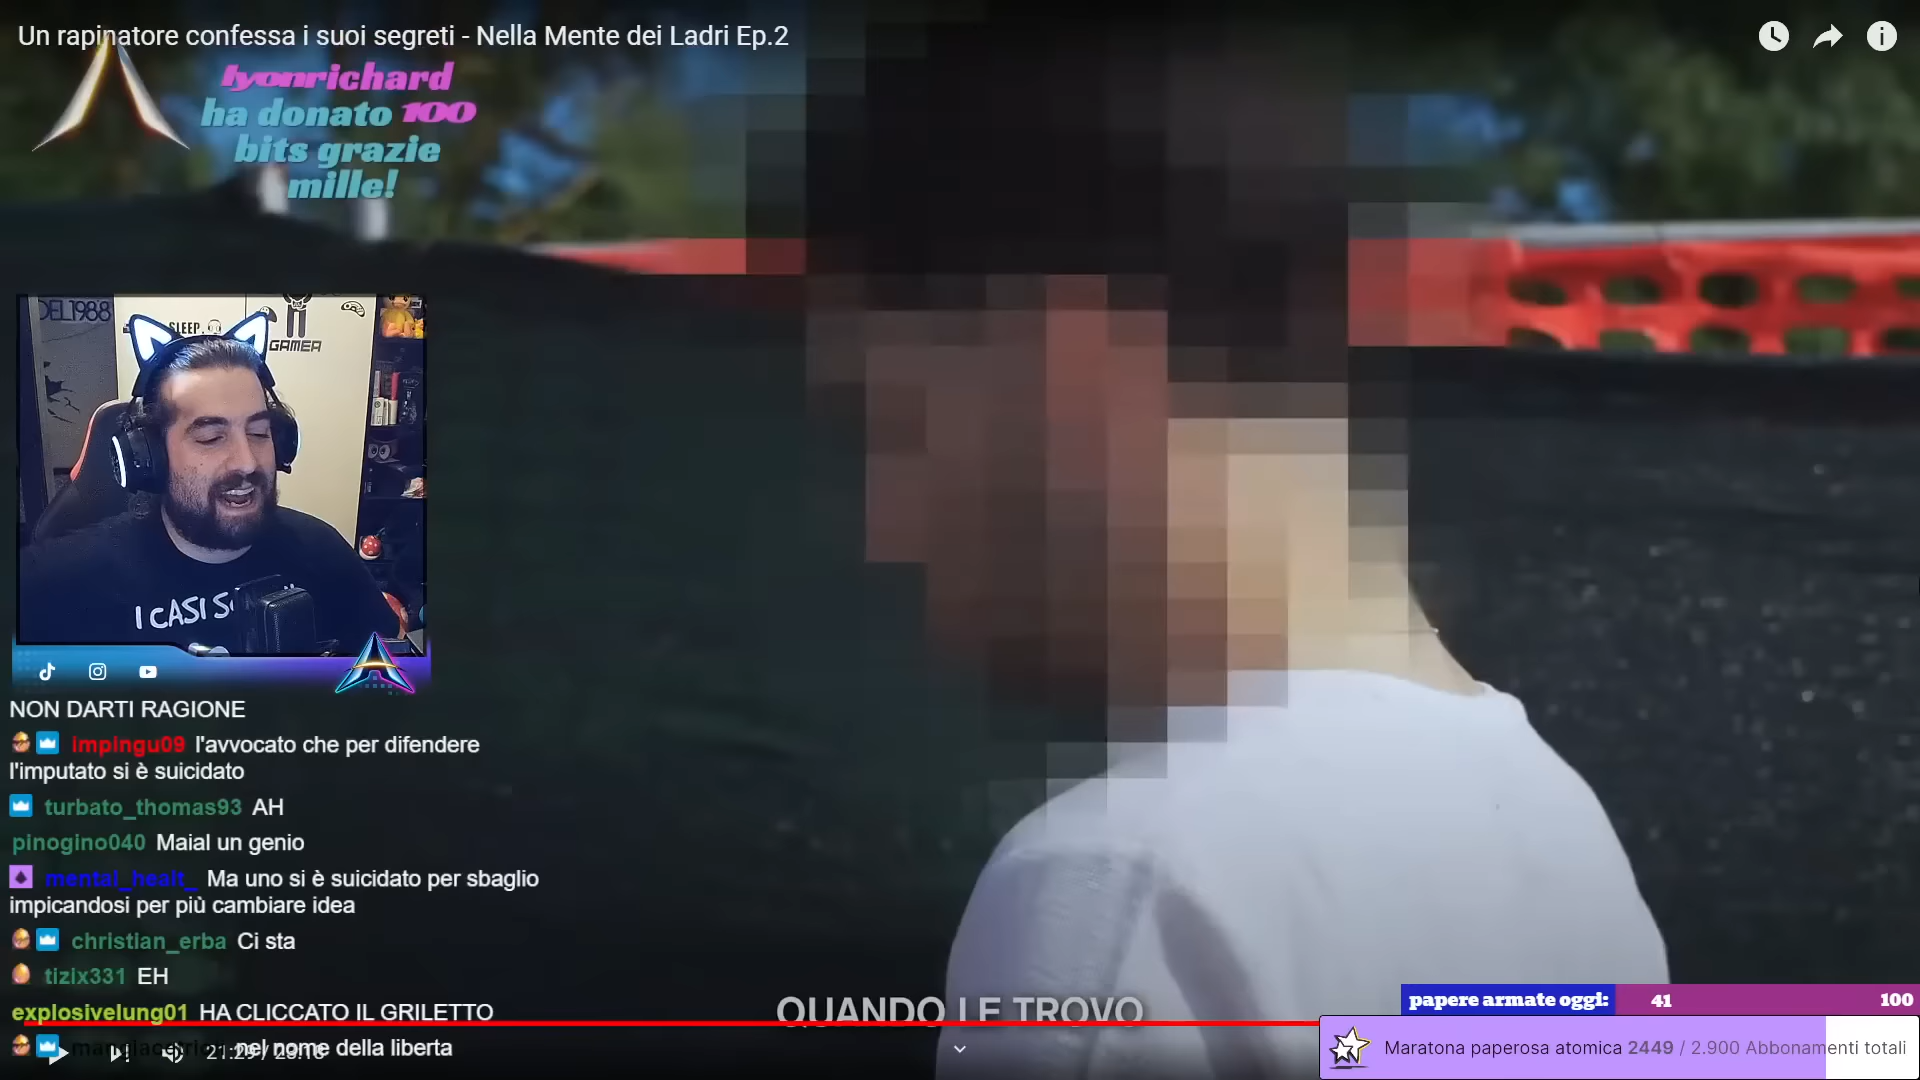 Un rapinatore confessa i suoi segreti - Nella Mente dei Ladri Ep.2
lyonrichard
ha donato 100
bits grazie
mille!
DEL1988
SLEEP.
GAMER
I CASI
NON DARTI RAGIONE
impingu09 l'avvocato che per difendere
l'imputato si è suicidato
turbato_thomas93 AH
pinogino040 Maial un genio
mental_healt_ Ma uno si è suicidato per sbaglio
impicandosi per più cambiare idea
christian_erba Ci sta
tizix331 EH
explosivelung01 HA CLICCATO IL GRILETTO
nel nome della liberta
QUANDO LE TROVO
papere armate oggi: 41 100
Maratona paperosa atomica 2449 / 2.900 Abbonamenti totali